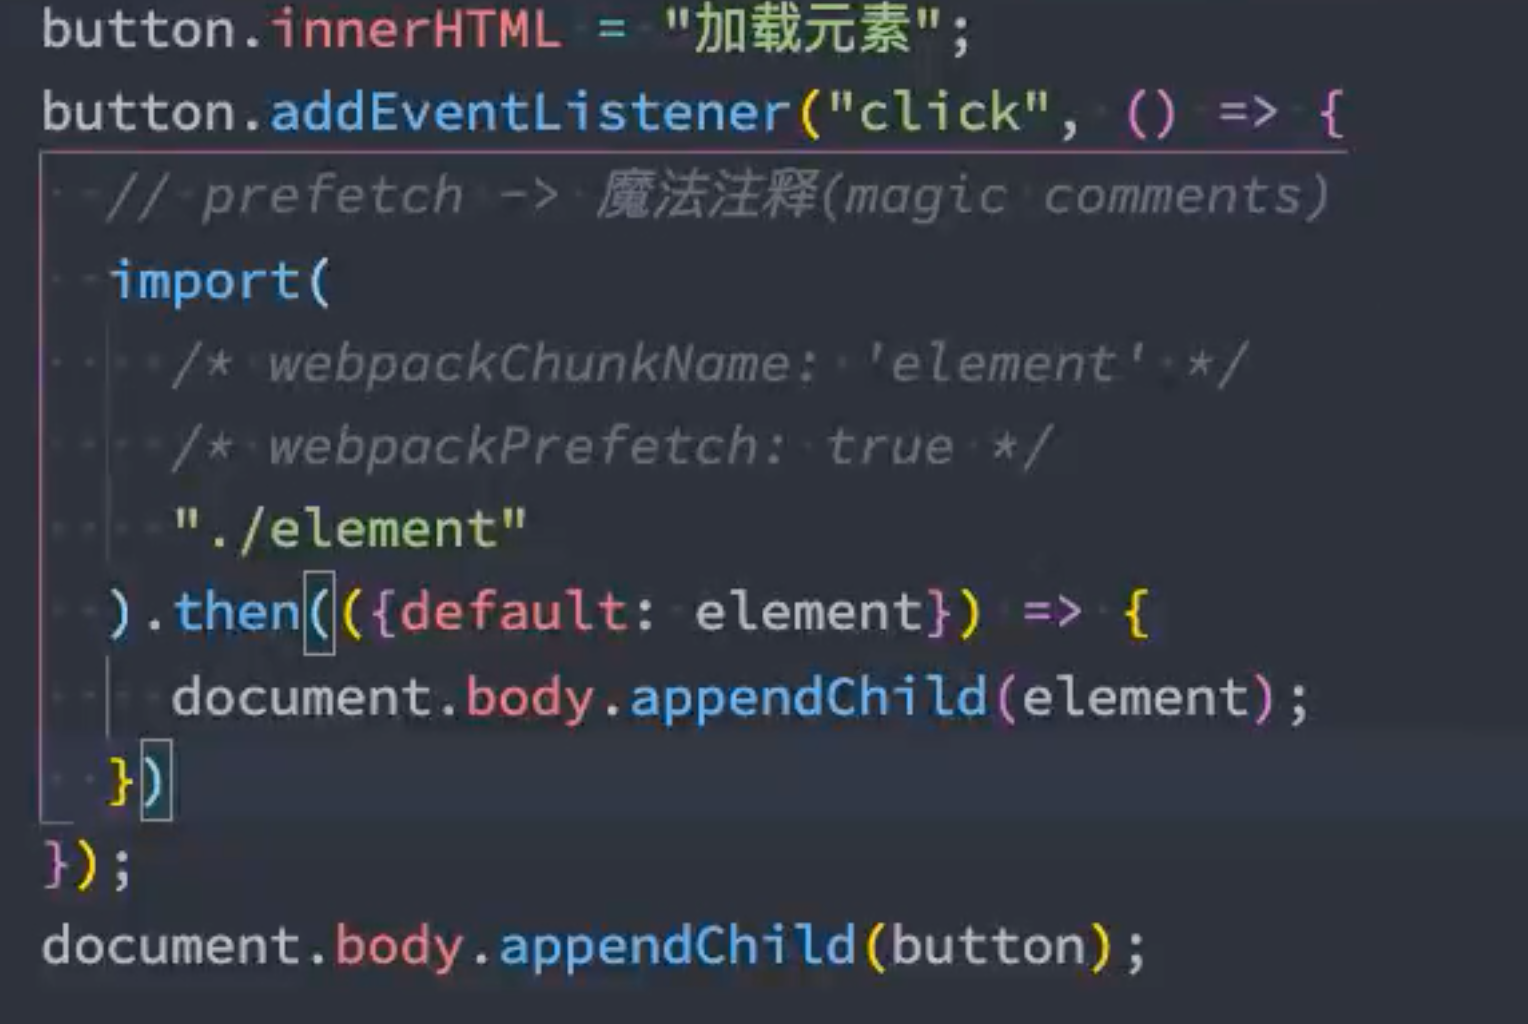 button.innerHTML = "加载元素";
button.addEventListener("click", () => {
// prefetch -> 魔法注释(magic comments)
import(
/* webpackChunkName: 'element' */
/* webpackPrefetch: true */
"./element"
).then(({default: element}) => {
document.body.appendChild(element);
})
});
document.body.appendChild(button);